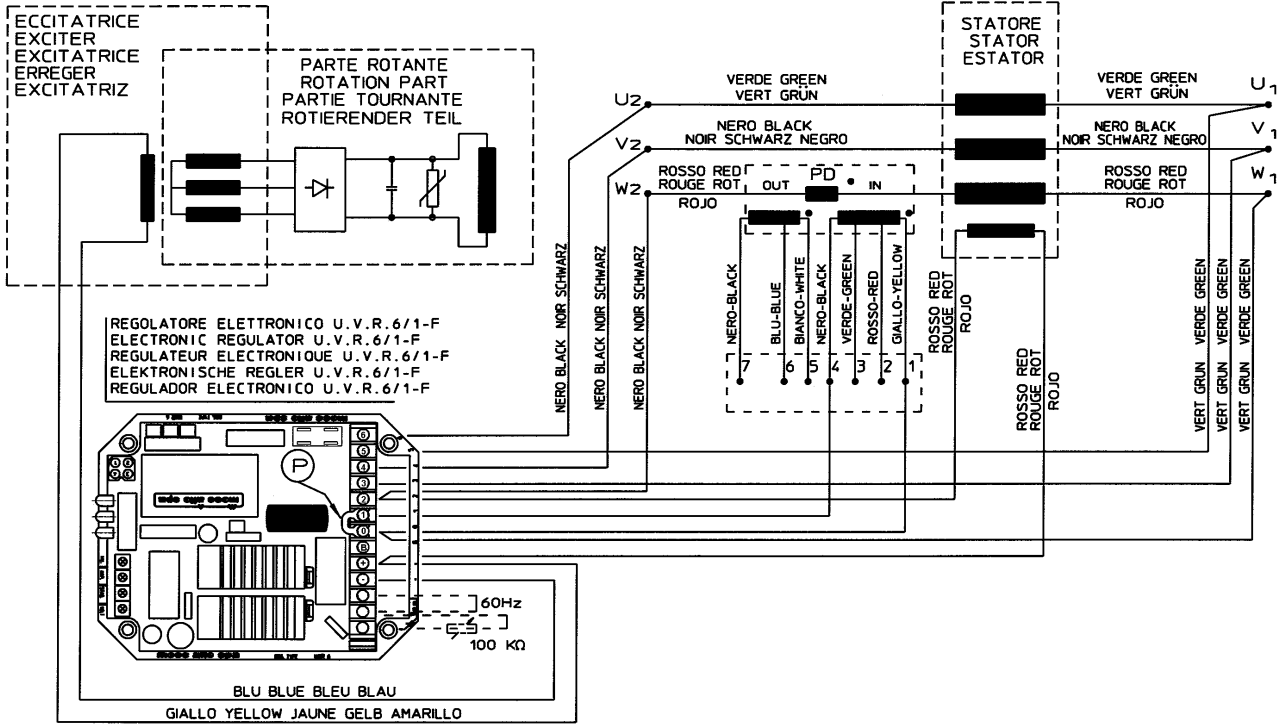 ECCITATRICE
EXCITER
EXCITATRICE
ERREGER
EXCITATRIZ
PARTE ROTANTE
ROTATION PART
PARTIE TOURNANTE
ROTIERENDER TEIL
STATORE
STATOR
ESTATOR
U2
VERDE GREEN
VERT GRÜN
VERDE GREEN
VERT GRÜN
U1
V2
NERO BLACK
NOIR SCHWARZ NEGRO
NERO BLACK
NOIR SCHWARZ NEGRO
V1
W2
ROSSO RED
ROUGE ROT
ROJO
OUT
PD
IN
ROSSO RED
ROUGE ROT
ROJO
W1
NERO BLACK NOIR SCHWARZ
NERO BLACK NOIR SCHWARZ
NERO BLACK NOIR SCHWARZ
NERO-BLACK
BLU-BLUE
BIANCO-WHITE
NERO-BLACK
VERDE-GREEN
ROSSO-RED
GIALLO-YELLOW
7 6 5 4 3 2 1
ROSSO RED
ROUGE ROT
ROJO
ROSSO RED
ROUGE ROT
ROJO
VERT GRUN VERDE GREEN
VERT GRUN VERDE GREEN
VERT GRUN VERDE GREEN
REGOLATORE ELETTRONICO U.V.R.6/1-F
ELECTRONIC REGULATOR U.V.R.6/1-F
REGULATEUR ELECTRONIQUE U.V.R.6/1-F
ELEKTRONISCHE REGLER U.V.R.6/1-F
REGULADOR ELECTRONICO U.V.R.6/1-F
P
6
5
4
3
2
1
0
B
+
-
60Hz
100 KΩ
BLU BLUE BLEU BLAU
GIALLO YELLOW JAUNE GELB AMARILLO